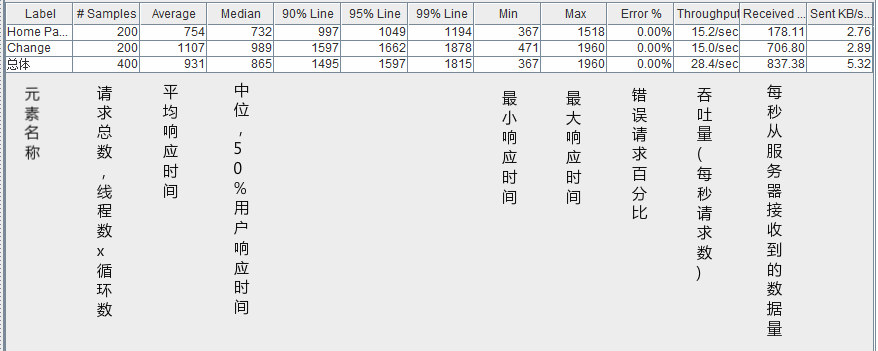 Label # Samples Average Median 90% Line 95% Line 99% Line Min Max Error % Throughput Received ... Sent KB/s...
Home Pa... 200 754 732 997 1049 1194 367 1518 0.00% 15.2/sec 178.11 2.76
Change 200 1107 989 1597 1662 1878 471 1960 0.00% 15.0/sec 706.80 2.89
总体 400 931 865 1495 1597 1815 367 1960 0.00% 28.4/sec 837.38 5.32
元素名称
请求总数,线程数x循环数
平均响应时间
中位,50%用户响应时间
最小响应时间
最大响应时间
错误请求百分比
吞吐量(每秒请求数)
每秒从服务器接收到的数据量